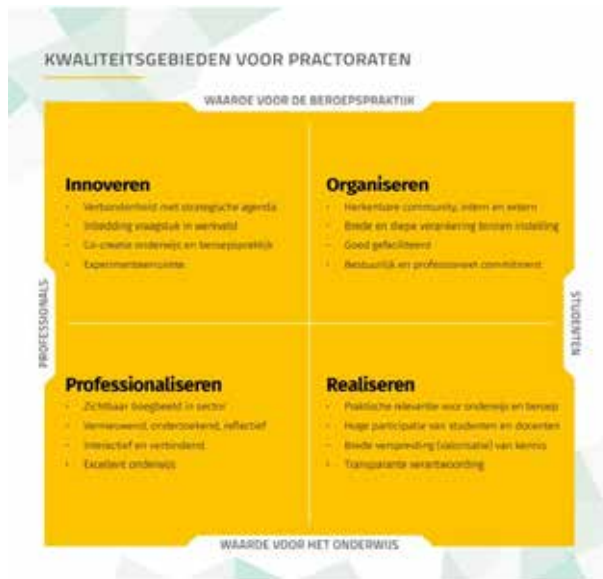 KWALITEITSGEBIEDEN VOOR PRACTORATEN
WAARDE VOOR DE BEROEPSPRAKTIJK
Innoveren
- Verbondenheid met strategische agenda
- Inbedding vraagstuk in werkveld
- Co-creatie onderwijs en beroepspraktijk
- Experimenteerruimte
Organiseren
- Herkenbare community, intern en extern
- Brede en diepe verankering binnen instelling
- Goed gefaciliteerd
- Bestuurlijk en professioneel commitment
PROFESSIONALS
STUDENTEN
Professionaliseren
- Zichtbaar boegbeeld in sector
- Vernieuwend, onderzoekend, reflectief
- Interactief en verbindend
- Excellent onderwijs
Realiseren
- Praktische relevantie voor onderwijs en beroep
- Hoge participatie van studenten en docenten
- Brede verspreiding (valorisatie) van kennis
- Transparante verantwoording
WAARDE VOOR HET ONDERWIJS